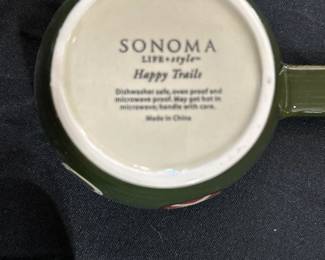 SONOMA
LIFE+style™
Happy Trails
Dishwasher safe, oven proof and
microwave proof. May get hot in
microwave; handle with care.
Made in China